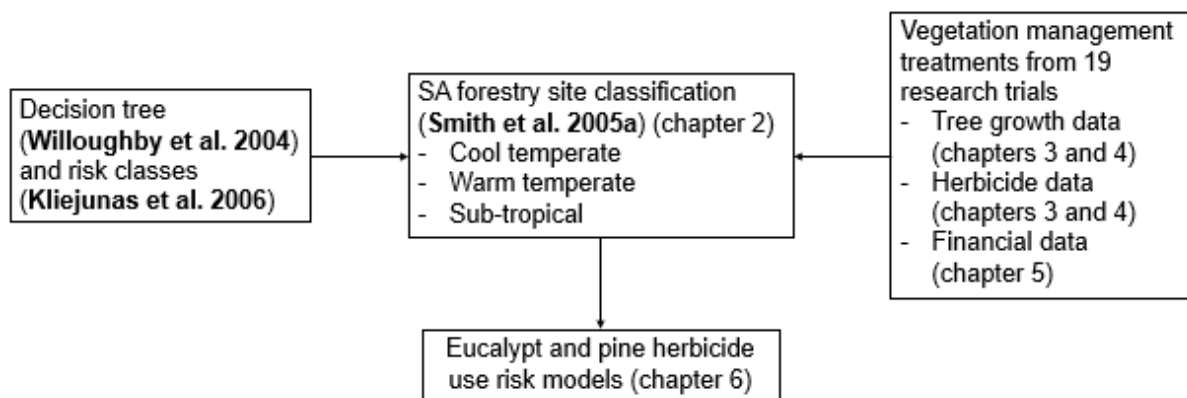 Decision tree
(Willoughby et al. 2004)
and risk classes
(Kliejunas et al. 2006)
SA forestry site classification
(Smith et al. 2005a) (chapter 2)
- Cool temperate
- Warm temperate
- Sub-tropical
Vegetation management
treatments from 19
research trials
- Tree growth data
(chapters 3 and 4)
- Herbicide data
(chapters 3 and 4)
- Financial data
(chapter 5)
Eucalypt and pine herbicide
use risk models (chapter 6)